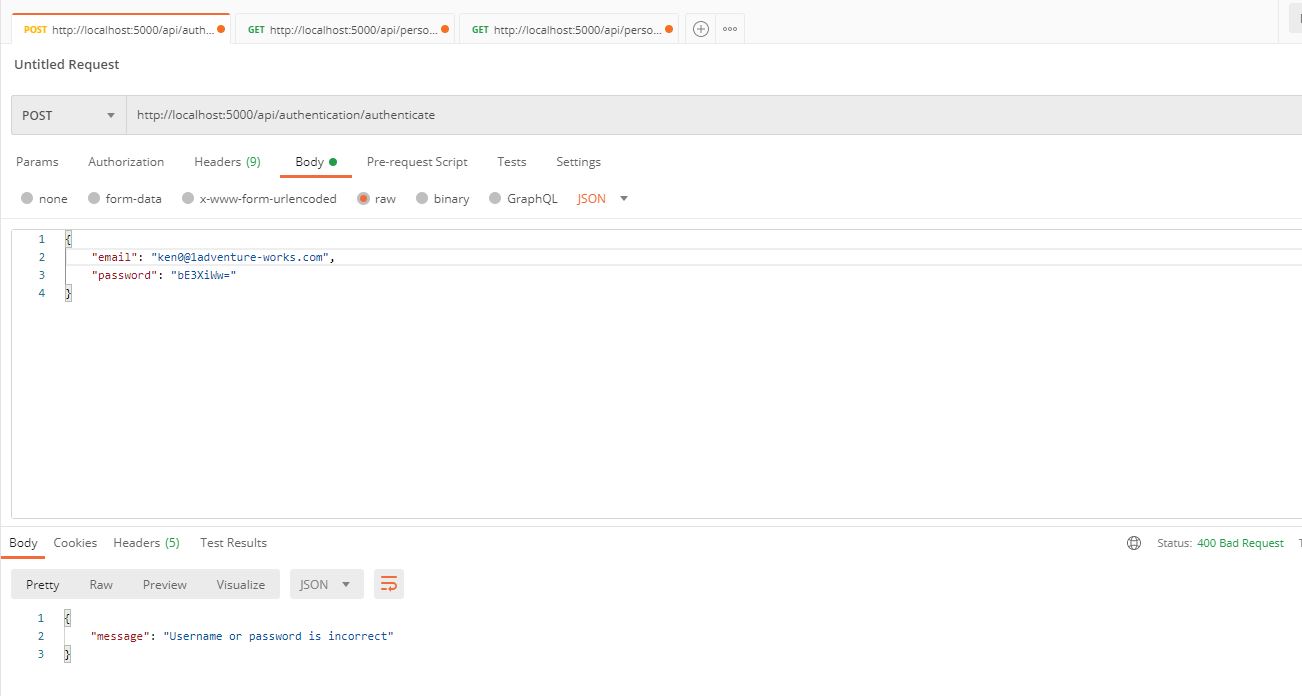 POST http://localhost:5000/api/auth... GET http://localhost:5000/api/perso... GET http://localhost:5000/api/perso...
Untitled Request
POST http://localhost:5000/api/authentication/authenticate
Params Authorization Headers (9) Body Pre-request Script Tests Settings
none form-data x-www-form-urlencoded raw binary GraphQL JSON
1 {
2 "email": "ken0@1adventure-works.com",
3 "password": "bE3XiWw="
4 }
Body Cookies Headers (5) Test Results Status: 400 Bad Request
Pretty Raw Preview Visualize JSON
1 {
2 "message": "Username or password is incorrect"
3 }